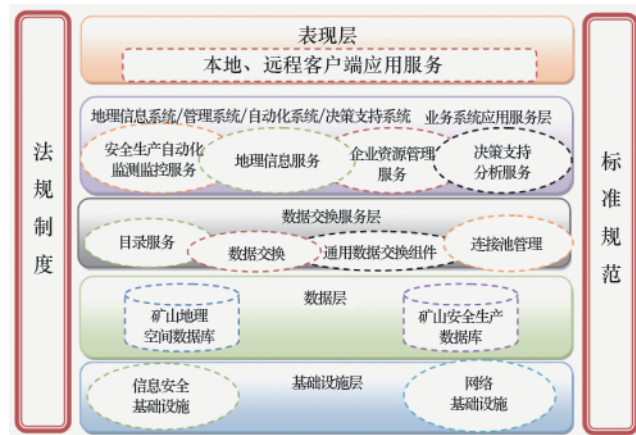 法规制度
表现层
本地、远程客户端应用服务
地理信息系统/管理系统/自动化系统/决策支持系统 业务系统应用服务层
安全生产自动化
监测监控服务
地理信息服务
企业资源管理
服务
决策支持
分析服务
数据交换服务层
目录服务
数据交换
通用数据交换组件
连接池管理
数据层
矿山地理
空间数据库
矿山安全生产
数据库
基础设施层
信息安全
基础设施
网络
基础设施
标准规范